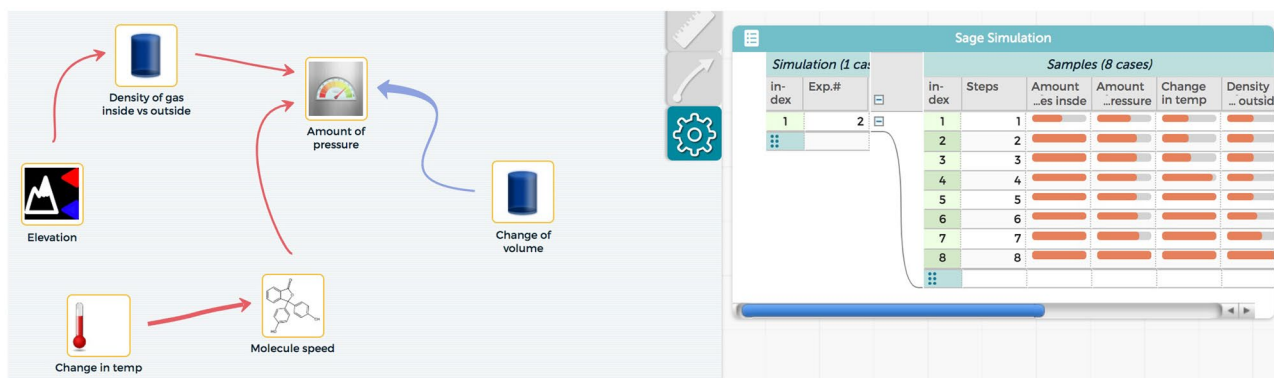 Density of gas
inside vs outside
Amount of
pressure
Elevation
Change of
volume
Change in temp
Molecule speed
Sage Simulation
Simulation (1 cas
Samples (8 cases)
in-
dex
Exp.#
in-
dex
Steps
Amount
...es insde
Amount
...ressure
Change
in temp
Density
... outsid
1 2
1 1
2 2
3 3
4 4
5 5
6 6
7 7
8 8